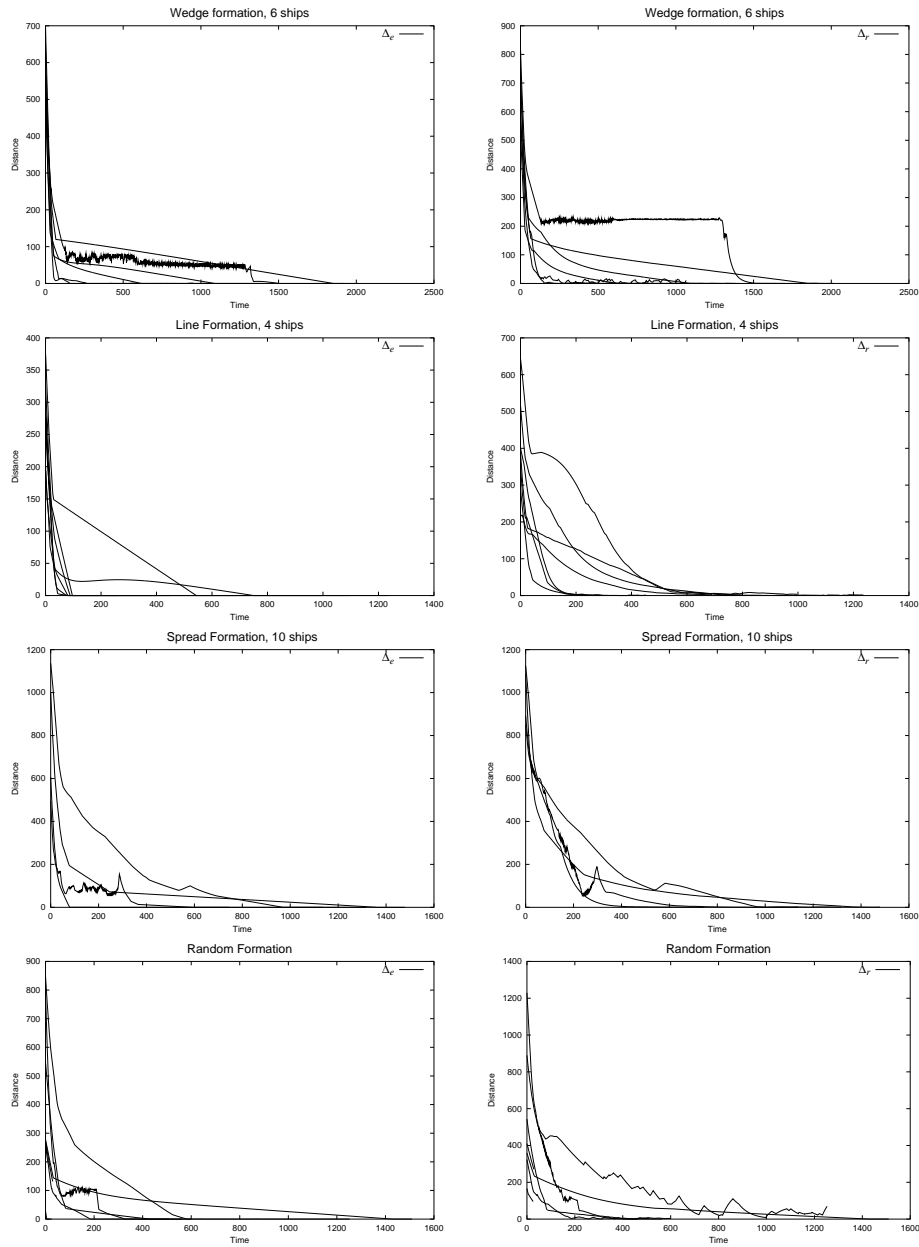 Wedge formation, 6 ships
700
600
500
400
300
200
100
0
0 500 1000 1500 2000 2500
Distance
Time
Δe
Wedge formation, 6 ships
900
800
700
600
500
400
300
200
100
0
0 500 1000 1500 2000 2500
Distance
Time
Δr
Line Formation, 4 ships
400
350
300
250
200
150
100
50
0
0 200 400 600 800 1000 1200 1400
Distance
Time
Δe
Line Formation, 4 ships
700
600
500
400
300
200
100
0
0 200 400 600 800 1000 1200 1400
Distance
Time
Δr
Spread Formation, 10 ships
1200
1000
800
600
400
200
0
0 200 400 600 800 1000 1200 1400 1600
Distance
Time
Δe
Spread Formation, 10 ships
1200
1000
800
600
400
200
0
0 200 400 600 800 1000 1200 1400 1600
Distance
Time
Δr
Random Formation
900
800
700
600
500
400
300
200
100
0
0 200 400 600 800 1000 1200 1400 1600
Distance
Time
Δe
Random Formation
1400
1200
1000
800
600
400
200
0
0 200 400 600 800 1000 1200 1400 1600
Distance
Time
Δr